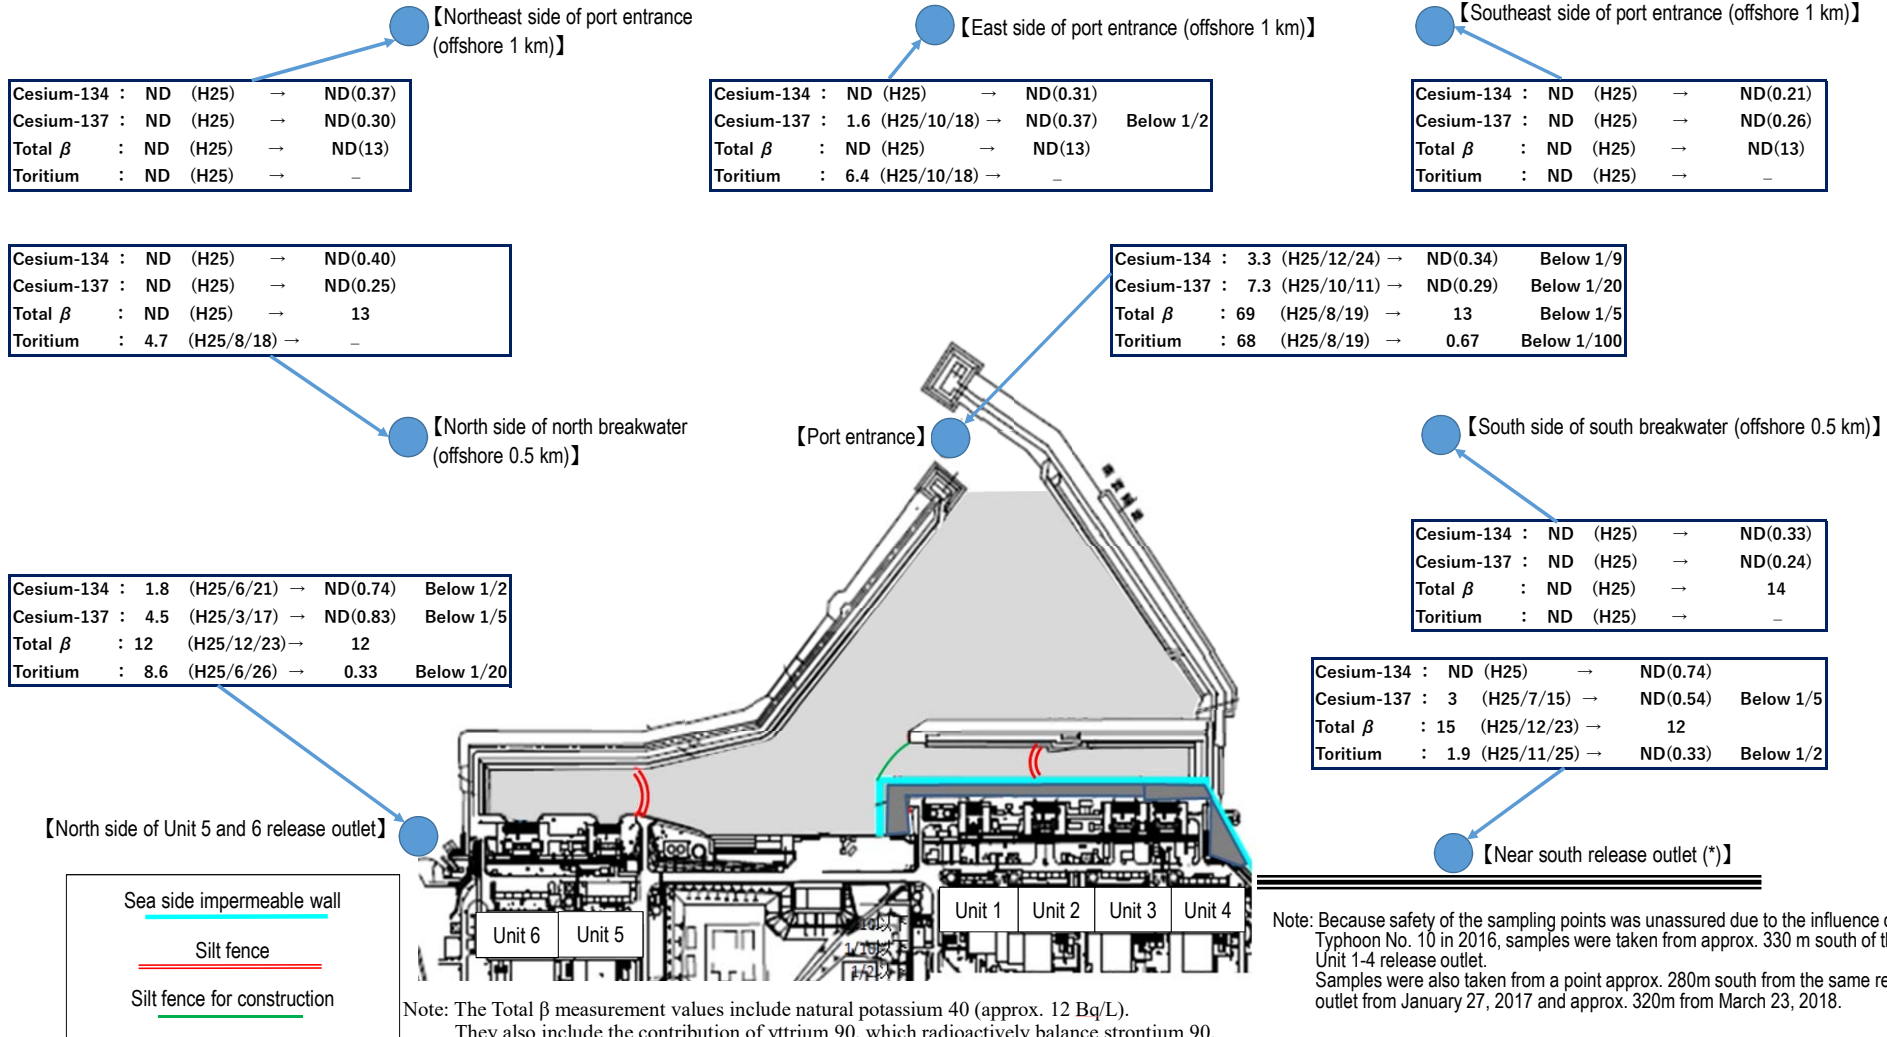 【Northeast side of port entrance
(offshore 1 km)】
【East side of port entrance (offshore 1 km)】
【Southeast side of port entrance (offshore 1 km)】
Cesium-134 : ND (H25) → ND(0.37)
Cesium-137 : ND (H25) → ND(0.30)
Total β : ND (H25) → ND(13)
Toritium : ND (H25) → –
Cesium-134 : ND (H25) → ND(0.31)
Cesium-137 : 1.6 (H25/10/18) → ND(0.37) Below 1/2
Total β : ND (H25) → ND(13)
Toritium : 6.4 (H25/10/18) → –
Cesium-134 : ND (H25) → ND(0.21)
Cesium-137 : ND (H25) → ND(0.26)
Total β : ND (H25) → ND(13)
Toritium : ND (H25) → –
Cesium-134 : ND (H25) → ND(0.40)
Cesium-137 : ND (H25) → ND(0.25)
Total β : ND (H25) → 13
Toritium : 4.7 (H25/8/18) → –
Cesium-134 : 3.3 (H25/12/24) → ND(0.34) Below 1/9
Cesium-137 : 7.3 (H25/10/11) → ND(0.29) Below 1/20
Total β : 69 (H25/8/19) → 13 Below 1/5
Toritium : 68 (H25/8/19) → 0.67 Below 1/100
【North side of north breakwater
(offshore 0.5 km)】
【Port entrance】
【South side of south breakwater (offshore 0.5 km)】
Cesium-134 : ND (H25) → ND(0.33)
Cesium-137 : ND (H25) → ND(0.24)
Total β : ND (H25) → 14
Toritium : ND (H25) → –
Cesium-134 : 1.8 (H25/6/21) → ND(0.74) Below 1/2
Cesium-137 : 4.5 (H25/3/17) → ND(0.83) Below 1/5
Total β : 12 (H25/12/23)→ 12
Toritium : 8.6 (H25/6/26) → 0.33 Below 1/20
Cesium-134 : ND (H25) → ND(0.74)
Cesium-137 : 3 (H25/7/15) → ND(0.54) Below 1/5
Total β : 15 (H25/12/23) → 12
Toritium : 1.9 (H25/11/25) → ND(0.33) Below 1/2
【North side of Unit 5 and 6 release outlet】
【Near south release outlet (*)】
Sea side impermeable wall
Silt fence
Silt fence for construction
Unit 6 Unit 5
Unit 1 Unit 2 Unit 3 Unit 4
1/2以下
Note: Because safety of the sampling points was unassured due to the influence
Typhoon No. 10 in 2016, samples were taken from approx. 330 m south of
Unit 1-4 release outlet.
Samples were also taken from a point approx. 280m south from the same
outlet from January 27, 2017 and approx. 320m from March 23, 2018.
Note: The Total β measurement values include natural potassium 40 (approx. 12 Bq/L).
They also include the contribution of yttrium 90, which radioactively balance strontium 90.